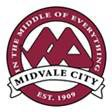 IN THE MIDDLE OF EVERYTHING
MIDVALE CITY
EST. 1909